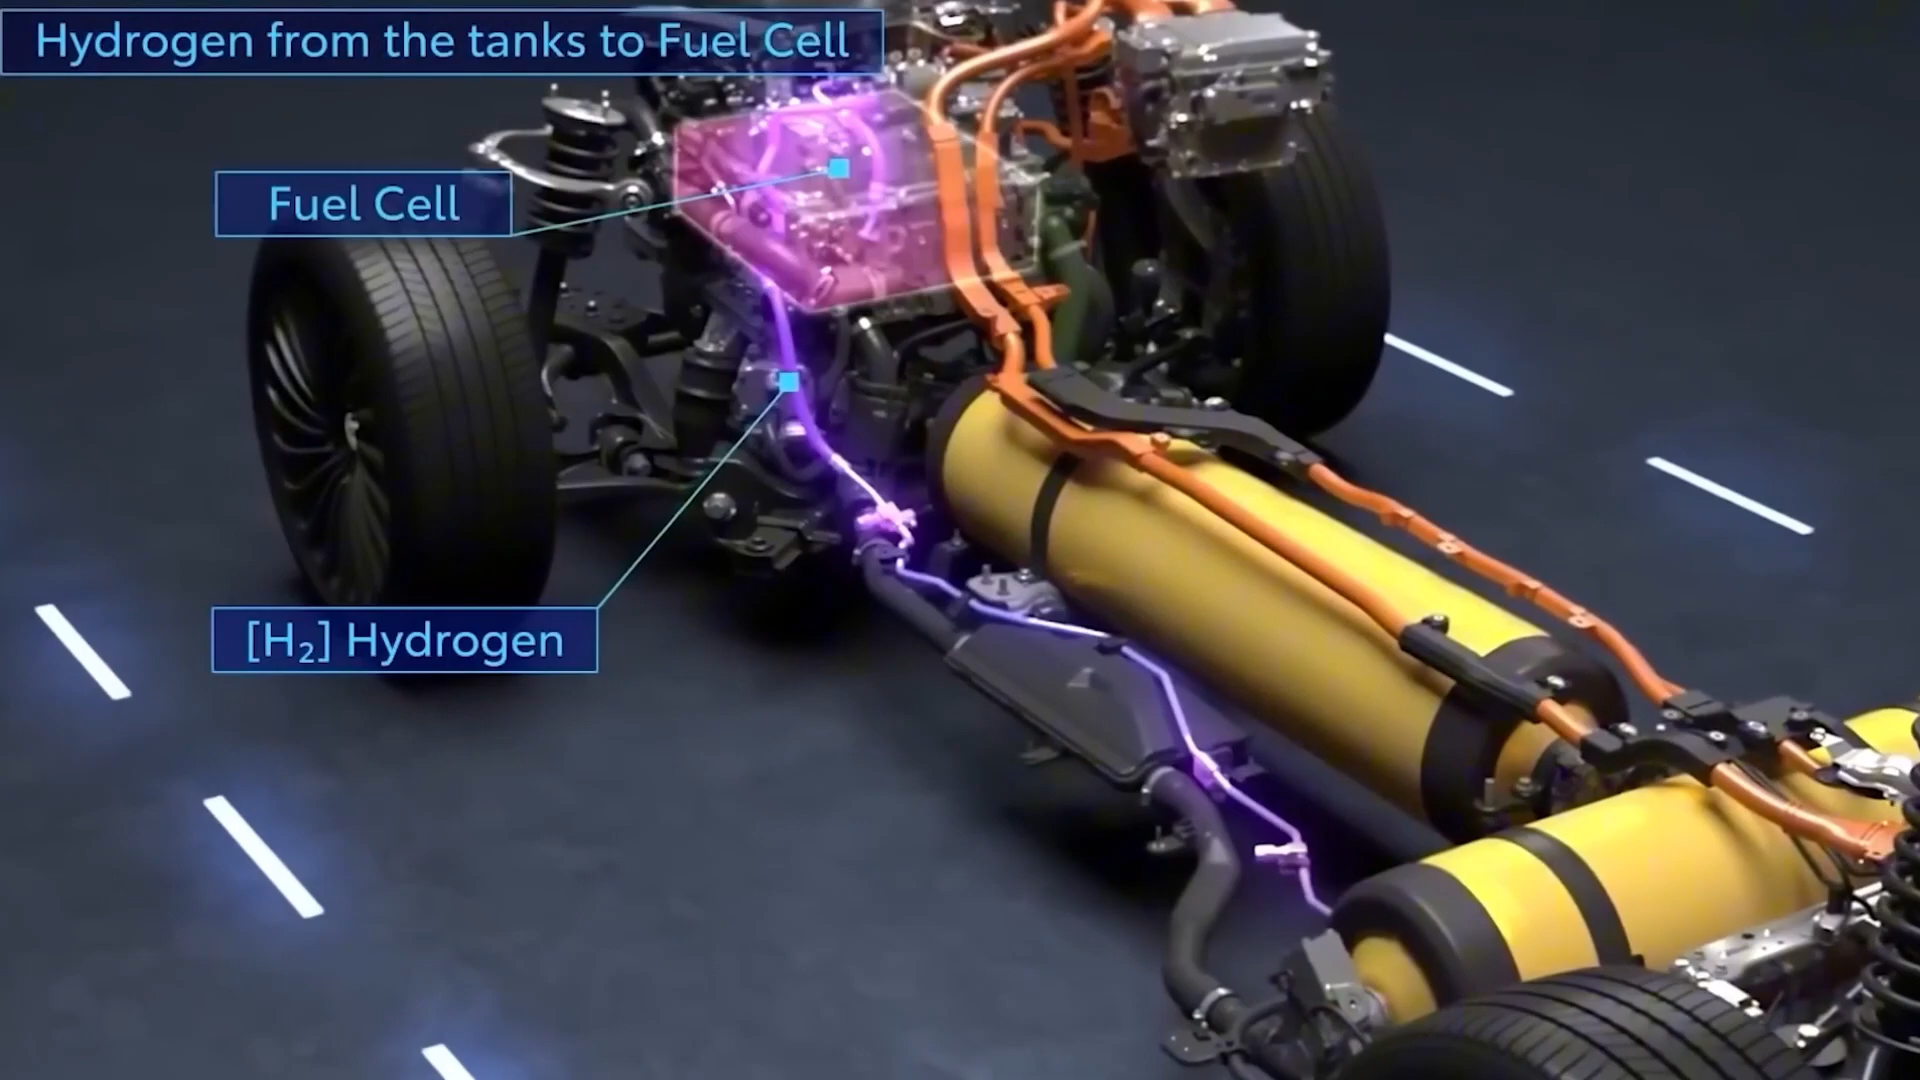 Hydrogen from the tanks to Fuel Cell
Fuel Cell
[H₂] Hydrogen